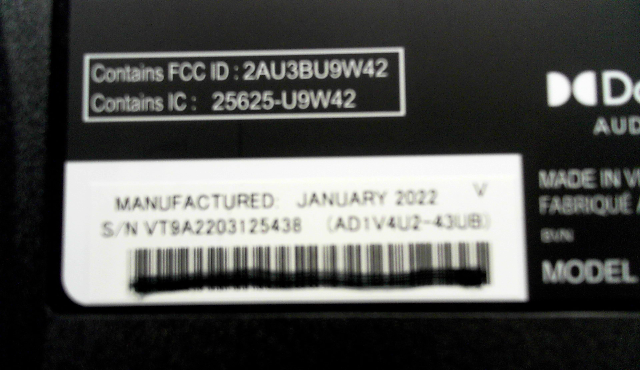 Contains FCC ID : 2AU3BU9W42
Contains IC : 25625-U9W42
AUD
MANUFACTURED: JANUARY 2022 V
S/N VT9A2203125438 (AD1V4U2-43UB)
MADE IN V
FABRIQUÉ A
MODEL